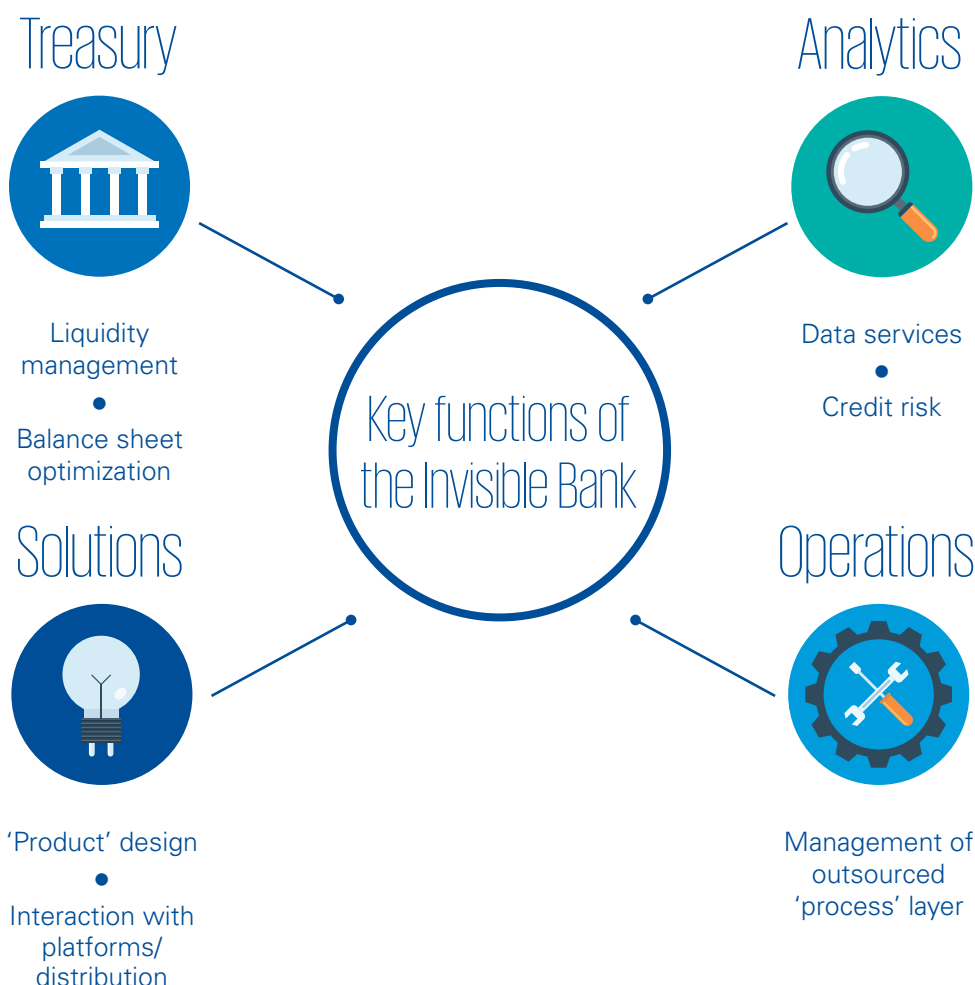 Treasury
Liquidity
management
Balance sheet
optimization
Analytics
Data services
Credit risk
Key functions of
the Invisible Bank
Solutions
‘Product’ design
Interaction with
platforms/
distribution
Operations
Management of
outsourced
‘process’ layer